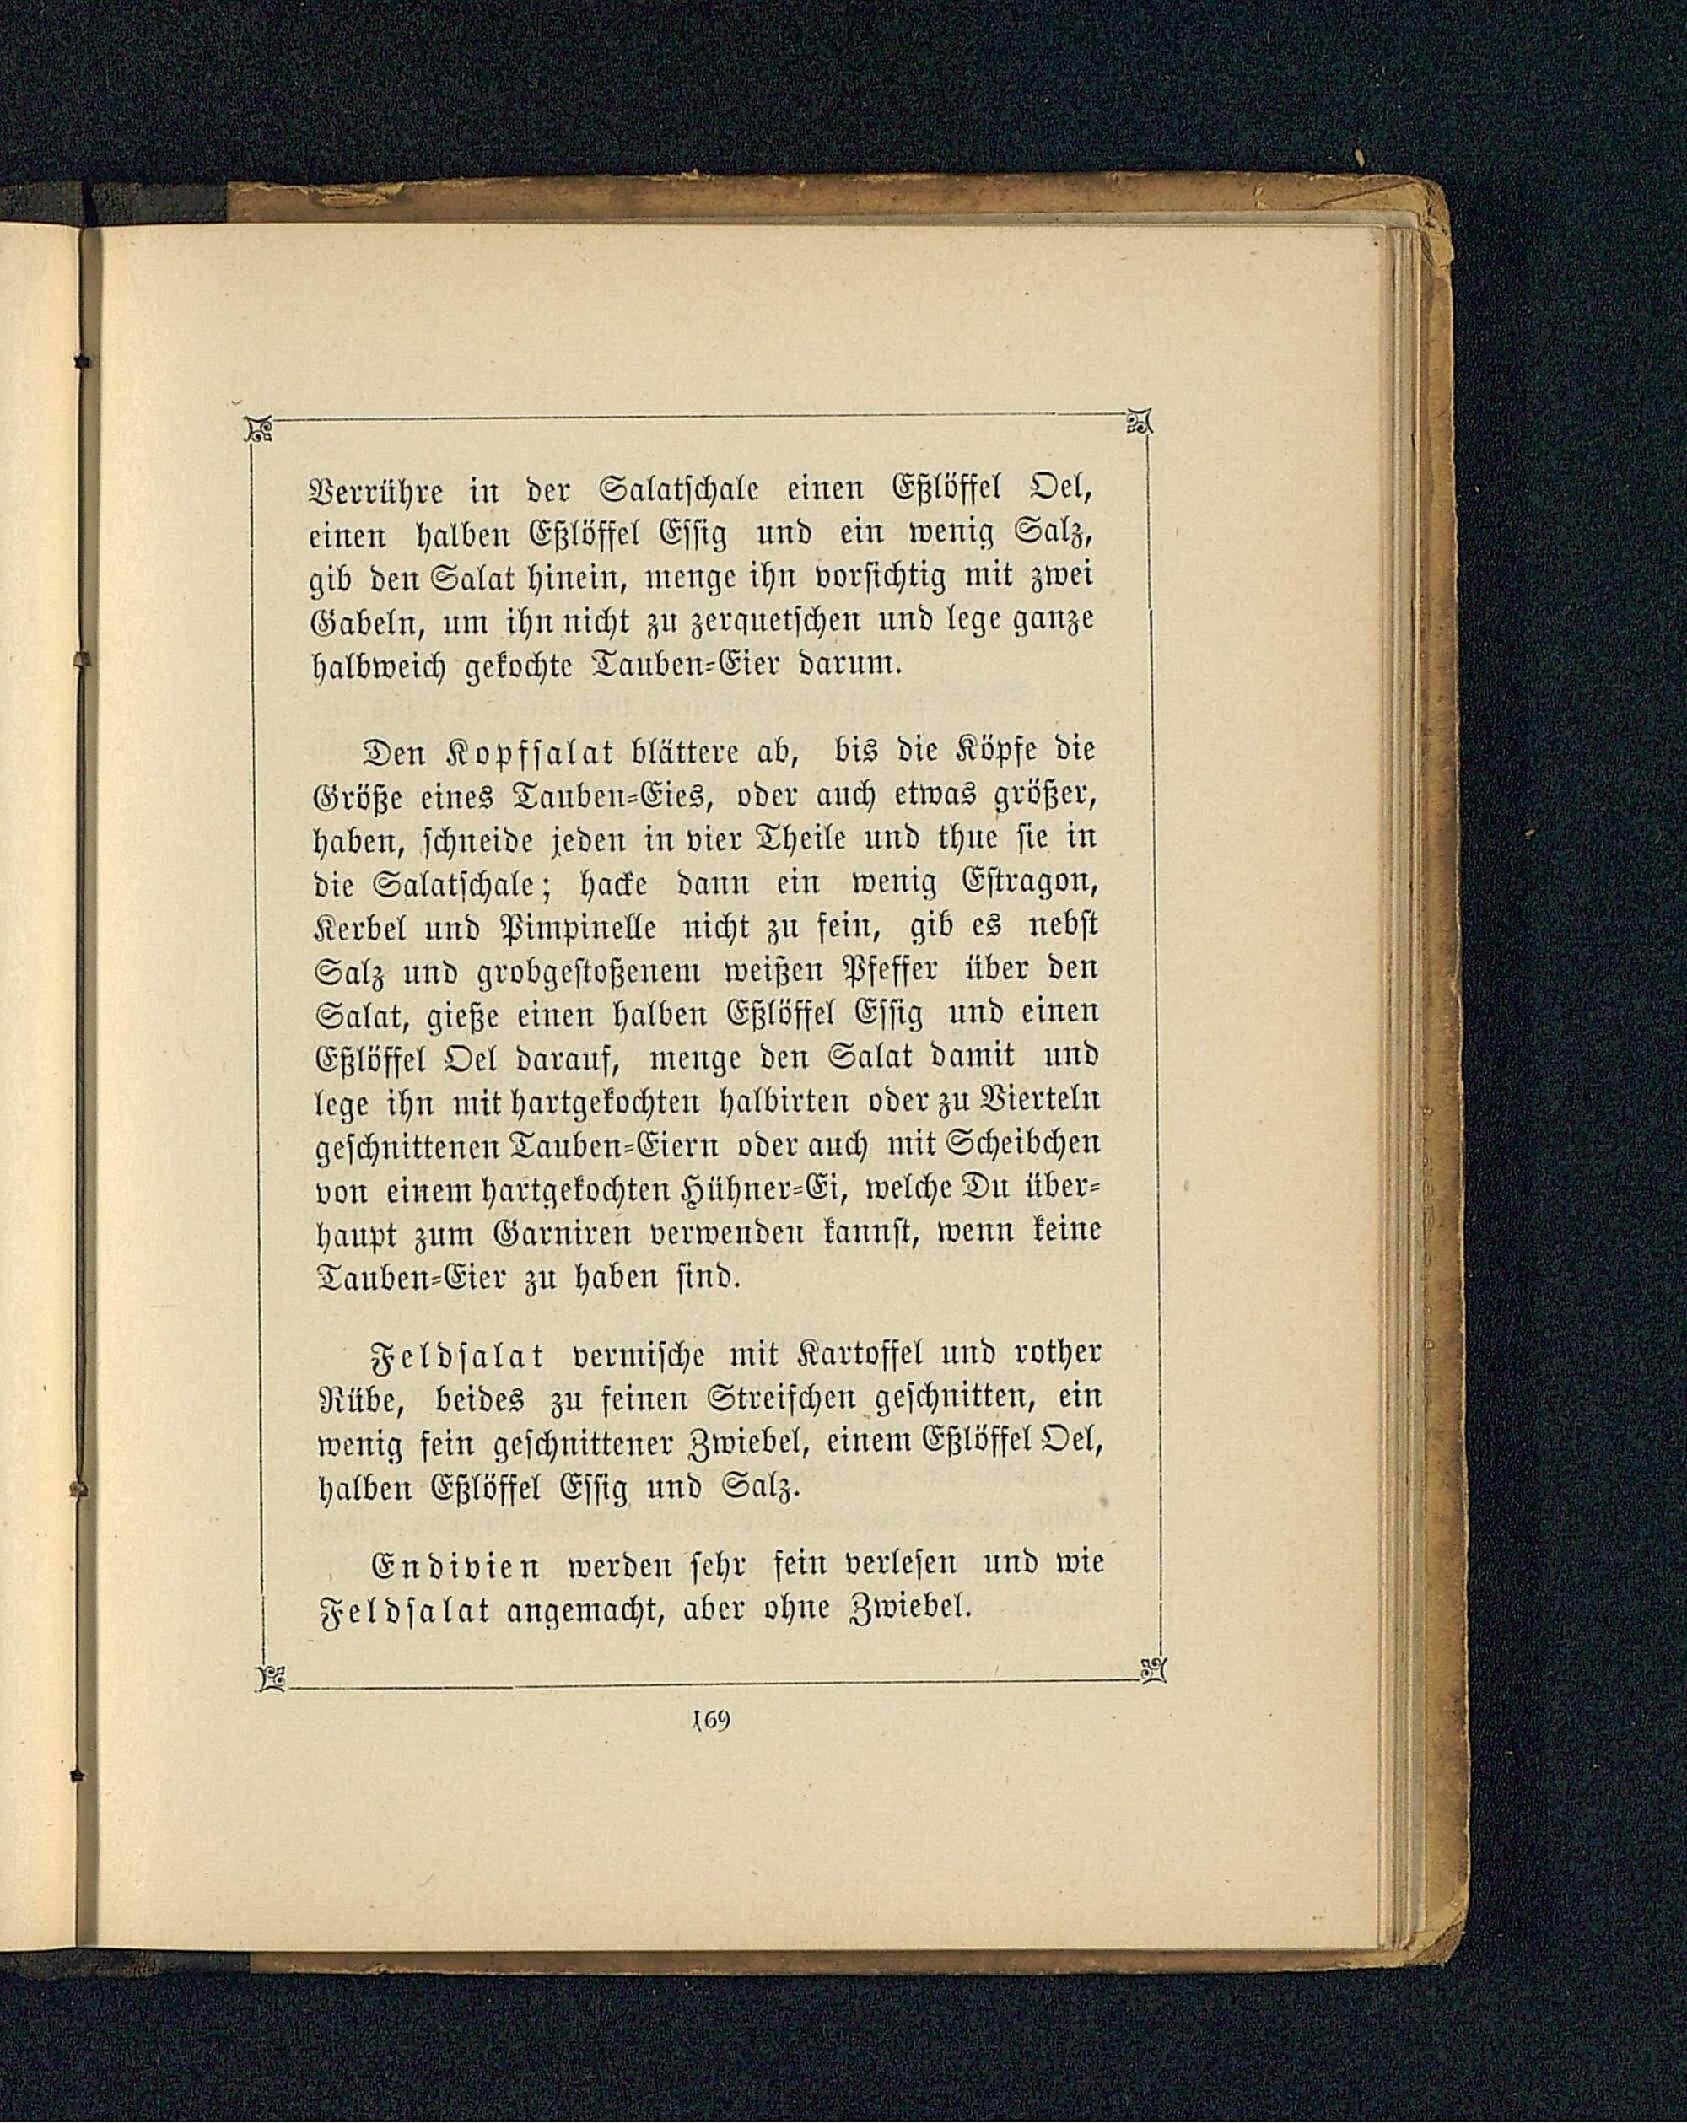 Verrühre in der Salatschale einen Eßlöffel Oel,
einen halben Eßlöffel Essig und ein wenig Salz,
gib den Salat hinein, menge ihn vorsichtig mit zwei
Gabeln, um ihn nicht zu zerquetschen und lege ganze
halbweich gekochte Tauben-Eier darum.
Den Kopfsalat blättere ab, bis die Köpfe die
Größe eines Tauben-Eies, oder auch etwas größer,
haben, schneide jeden in vier Theile und thue sie in
die Salatschale; hacke dann ein wenig Estragon,
Kerbel und Pimpinelle nicht zu fein, gib es nebst
Salz und grobgestoßenem weißen Pfeffer über den
Salat, gieße einen halben Eßlöffel Essig und einen
Eßlöffel Oel darauf, menge den Salat damit und
lege ihn mit hartgekochten halbirten oder zu Vierteln
geschnittenen Tauben-Eiern oder auch mit Scheibchen
von einem hartgekochten Hühner-Ei, welche Du über-
haupt zum Garniren verwenden kannst, wenn keine
Tauben-Eier zu haben sind.
Feldsalat vermische mit Kartoffel und rother
Rübe, beides zu feinen Streifchen geschnitten, ein
wenig fein geschnittener Zwiebel, einem Eßlöffel Oel,
halben Eßlöffel Essig und Salz.
Endivien werden sehr fein verlesen und wie
Feldsalat angemacht, aber ohne Zwiebel.
169